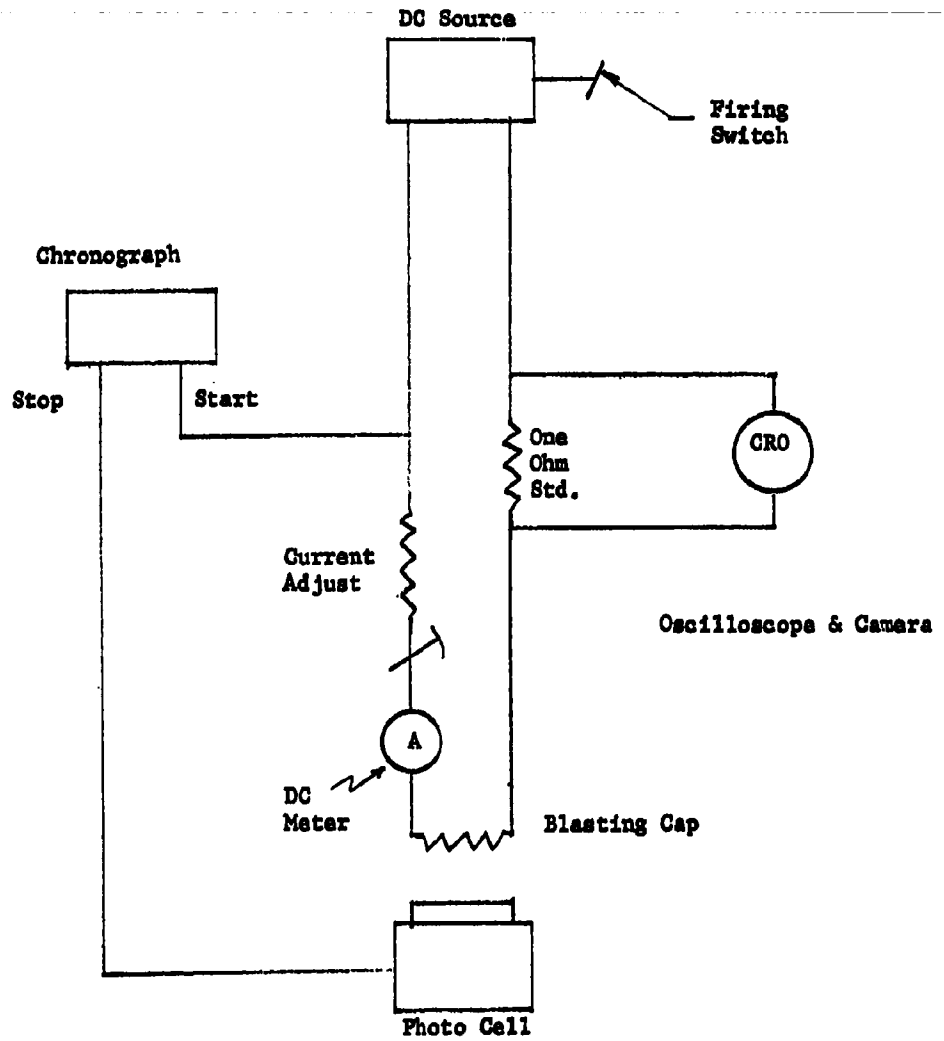 DC Source
Firing
Switch
Chronograph
Stop
Start
One
Ohm
Std.
CRO
Current
Adjust
Oscilloscope & Camera
A
DC
Meter
Blasting Cap
Photo Cell